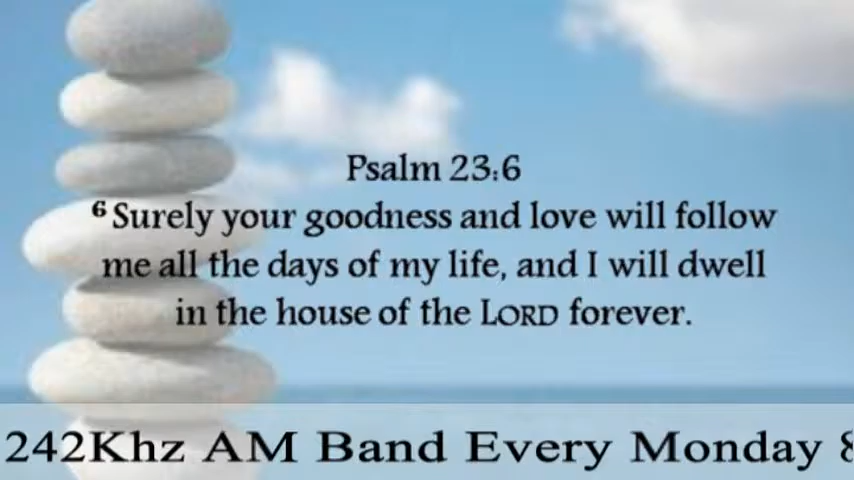 Psalm 23:6
⁶ Surely your goodness and love will follow
me all the days of my life, and I will dwell
in the house of the LORD forever.
242Khz AM Band Every Monday 8